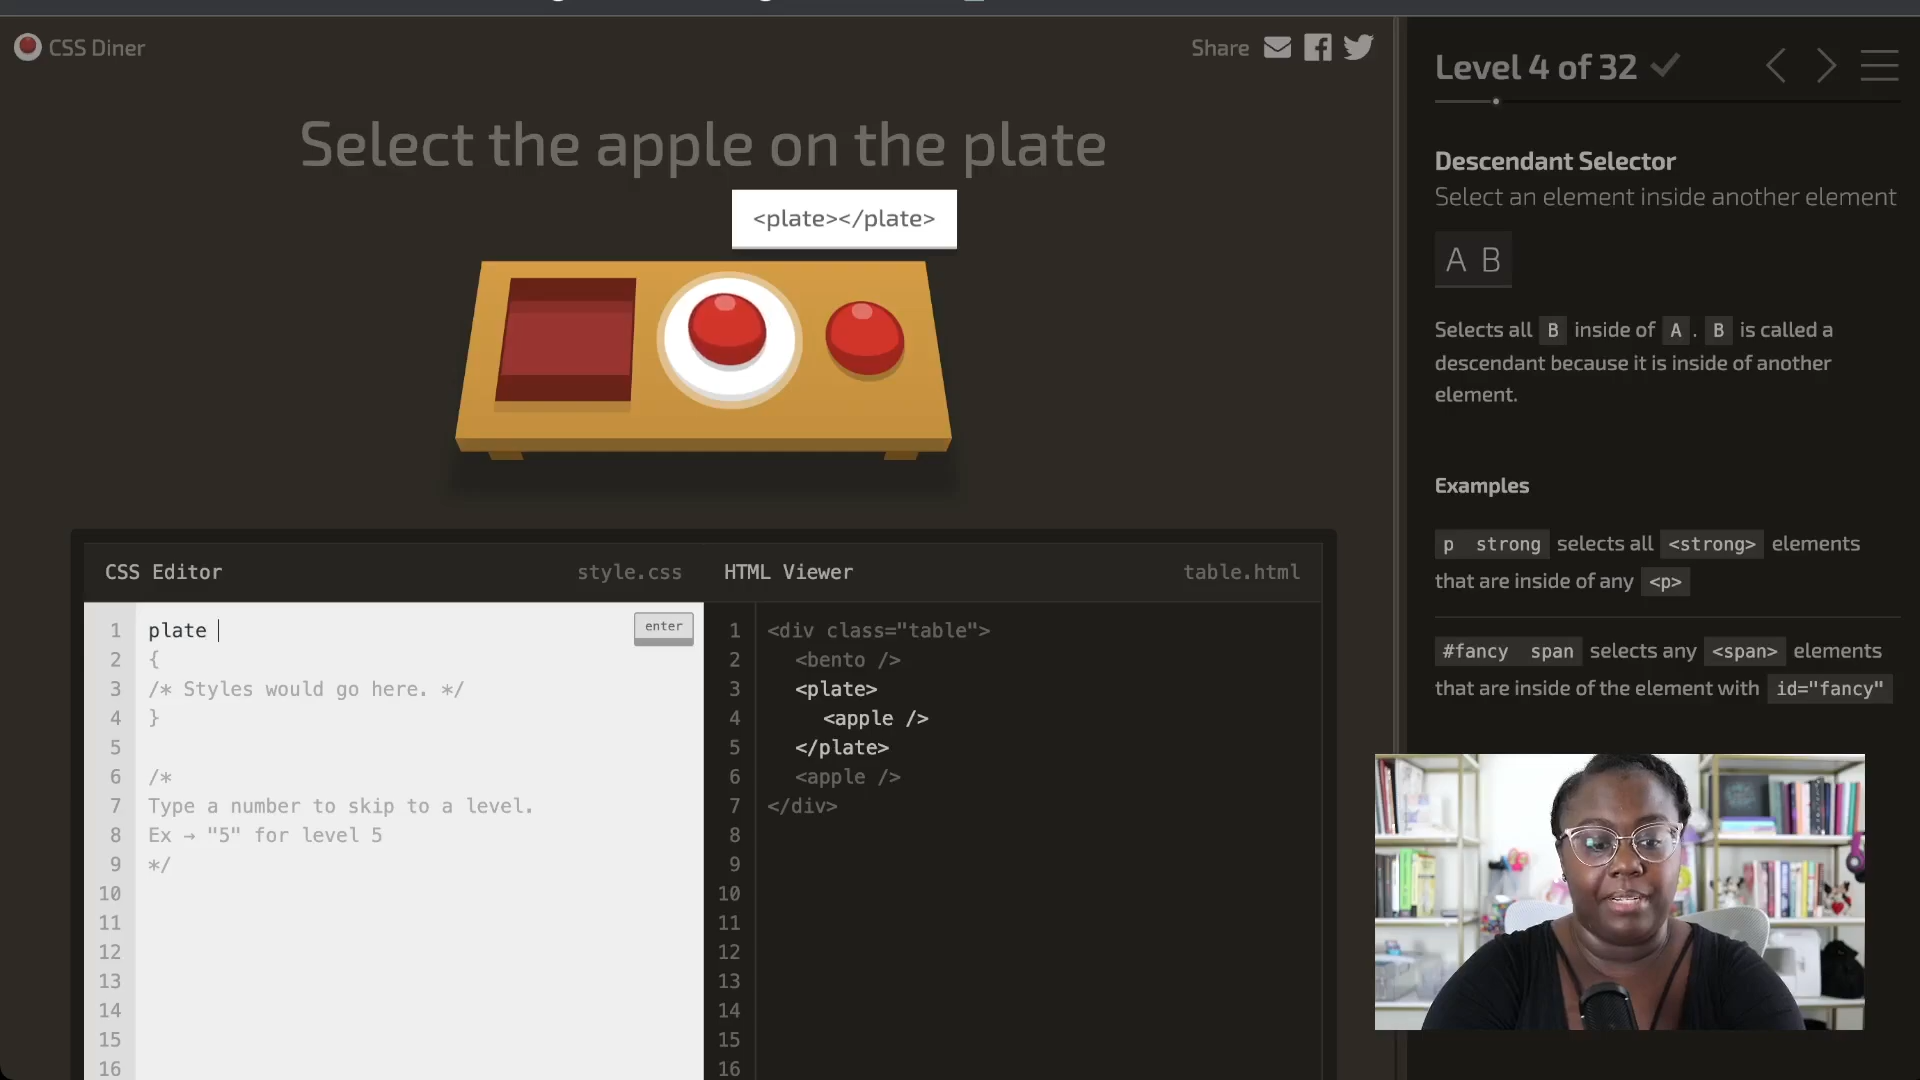 CSS Diner
Share
Select the apple on the plate
<plate></plate>
CSS Editor
style.css
1 plate
enter
2 {
3 /* Styles would go here. */
4 }
5
6 /*
7 Type a number to skip to a level.
8 Ex → "5" for level 5
9 */
10
11
12
13
14
15
16
HTML Viewer
table.html
1 <div class="table">
2 <bento />
3 <plate>
4 <apple />
5 </plate>
6 <apple />
7 </div>
8
9
10
11
12
13
14
15
16
Level 4 of 32
Descendant Selector
Select an element inside another element
A B
Selects all B inside of A . B is called a
descendant because it is inside of another
element.
Examples
p strong selects all <strong> elements
that are inside of any <p>
#fancy span selects any <span> elements
that are inside of the element with id="fancy"